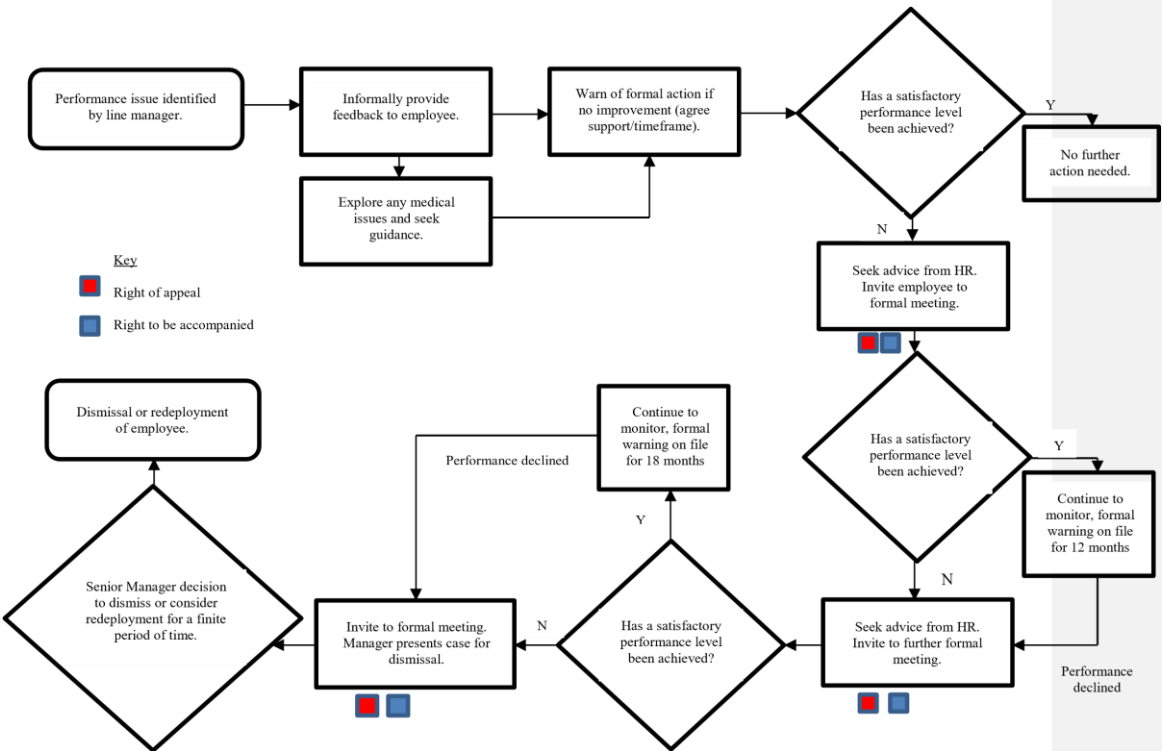 Performance issue identified
by line manager.
Informally provide
feedback to employee.
Warn of formal action if
no improvement (agree
support/timeframe).
Has a satisfactory
performance level
been achieved?
Y
No further
action needed.
Explore any medical
issues and seek
guidance.
N
Seek advice from HR.
Invite employee to
formal meeting.
Key
Right of appeal
Right to be accompanied
Has a satisfactory
performance level
been achieved?
Y
Continue to
monitor, formal
warning on file
for 12 months
Performance
declined
N
Seek advice from HR.
Invite to further formal
meeting.
Has a satisfactory
performance level
been achieved?
Y
Continue to
monitor, formal
warning on file
for 18 months
Performance declined
N
Invite to formal meeting.
Manager presents case for
dismissal.
Senior Manager decision
to dismiss or consider
redeployment for a finite
period of time.
Dismissal or redeployment
of employee.